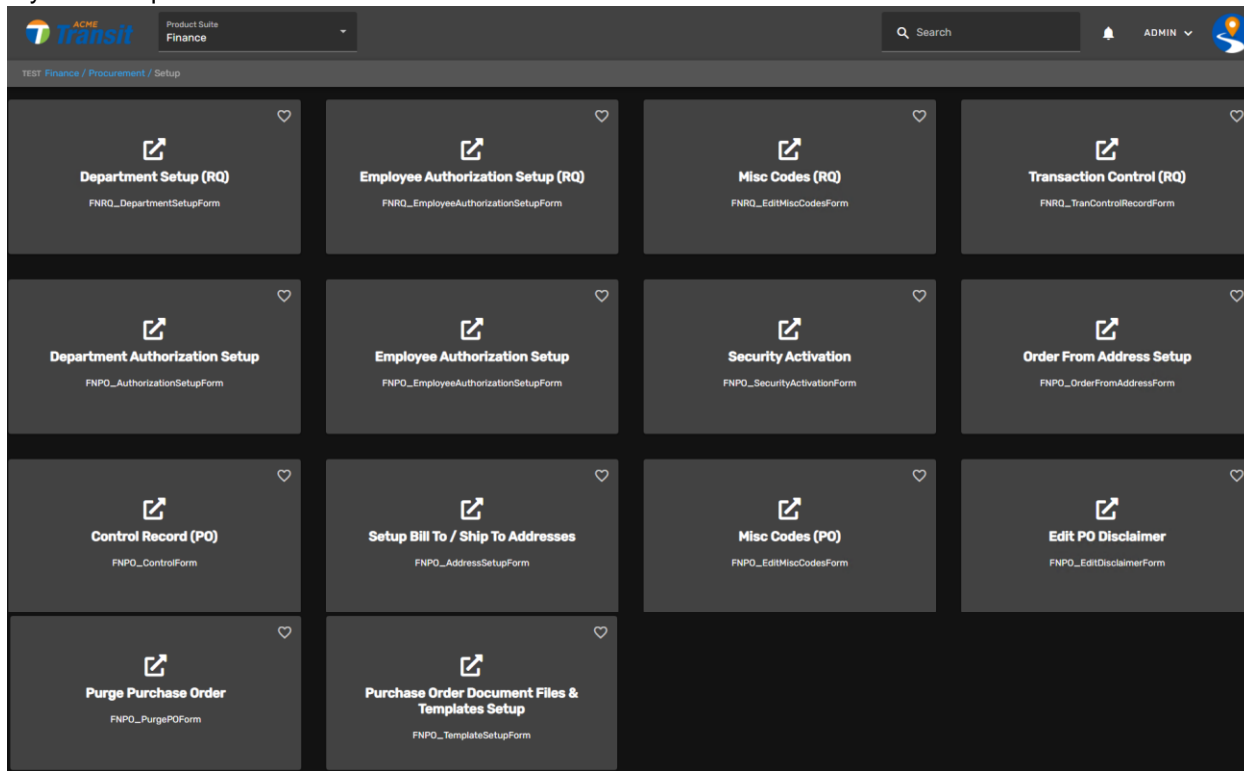 ACME
Transit
Product Suite
Finance
Search
ADMIN
TEST Finance / Procurement / Setup
Department Setup (RQ)
FNRQ_DepartmentSetupForm
Employee Authorization Setup (RQ)
FNRQ_EmployeeAuthorizationSetupForm
Misc Codes (RQ)
FNRQ_EditMiscCodesForm
Transaction Control (RQ)
FNRQ_TranControlRecordForm
Department Authorization Setup
FNPO_AuthorizationSetupForm
Employee Authorization Setup
FNPO_EmployeeAuthorizationSetupForm
Security Activation
FNPO_SecurityActivationForm
Order From Address Setup
FNPO_OrderFromAddressForm
Control Record (PO)
FNPO_ControlForm
Setup Bill To / Ship To Addresses
FNPO_AddressSetupForm
Misc Codes (PO)
FNPO_EditMiscCodesForm
Edit PO Disclaimer
FNPO_EditDisclaimerForm
Purge Purchase Order
FNPO_PurgePOForm
Purchase Order Document Files &
Templates Setup
FNPO_TemplateSetupForm